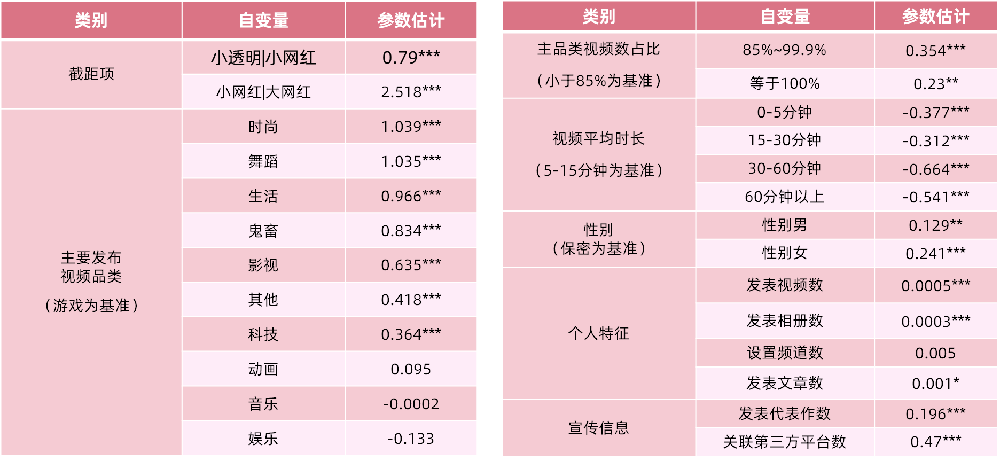 类别 自变量 参数估计
截距项 小透明|小网红 0.79***
小网红|大网红 2.518***
主要发布
视频品类
（游戏为基准）
时尚 1.039***
舞蹈 1.035***
生活 0.966***
鬼畜 0.834***
影视 0.635***
其他 0.418***
科技 0.364***
动画 0.095
音乐 -0.0002
娱乐 -0.133
类别 自变量 参数估计
主品类视频数占比
（小于85%为基准）
85%~99.9% 0.354***
等于100% 0.23**
视频平均时长
（5-15分钟为基准）
0-5分钟 -0.377***
15-30分钟 -0.312***
30-60分钟 -0.664***
60分钟以上 -0.541***
性别
（保密为基准）
性别男 0.129**
性别女 0.241***
个人特征
发表视频数 0.0005***
发表相册数 0.0003***
设置频道数 0.005
发表文章数 0.001*
宣传信息
发表代表作数 0.196***
关联第三方平台数 0.47***